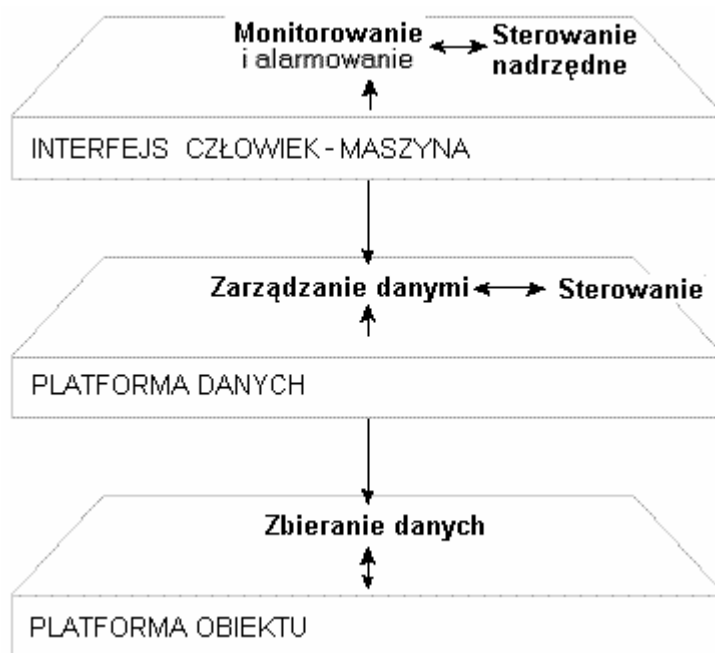 Monitorowanie
i alarmowanie
Sterowanie
nadrzędne
INTERFEJS CZŁOWIEK - MASZYNA
Zarządzanie danymi
Sterowanie
PLATFORMA DANYCH
Zbieranie danych
PLATFORMA OBIEKTU